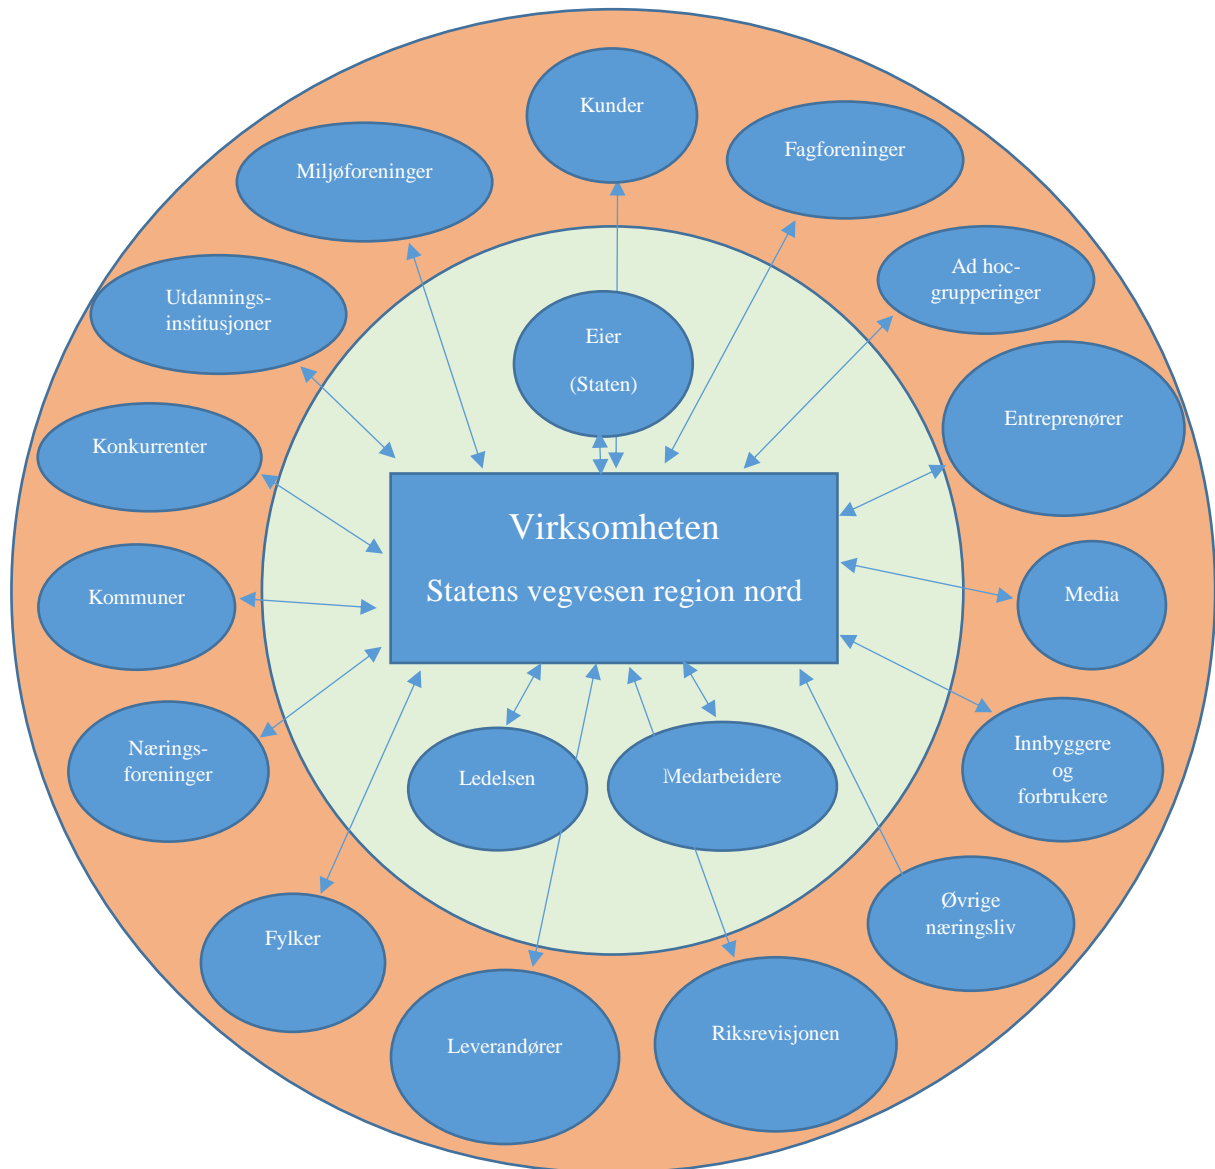 Kunder
Fagforeninger
Miljøforeninger
Ad hoc-
grupperinger
Utdannings-
institusjoner
Eier
(Staten)
Entreprenører
Konkurrenter
Virksomheten
Statens vegvesen region nord
Kommuner
Media
Nærings-
foreninger
Ledelsen
Medarbeidere
Innbyggere
og
forbrukere
Øvrige
næringsliv
Fylker
Leverandører
Riksrevisjonen